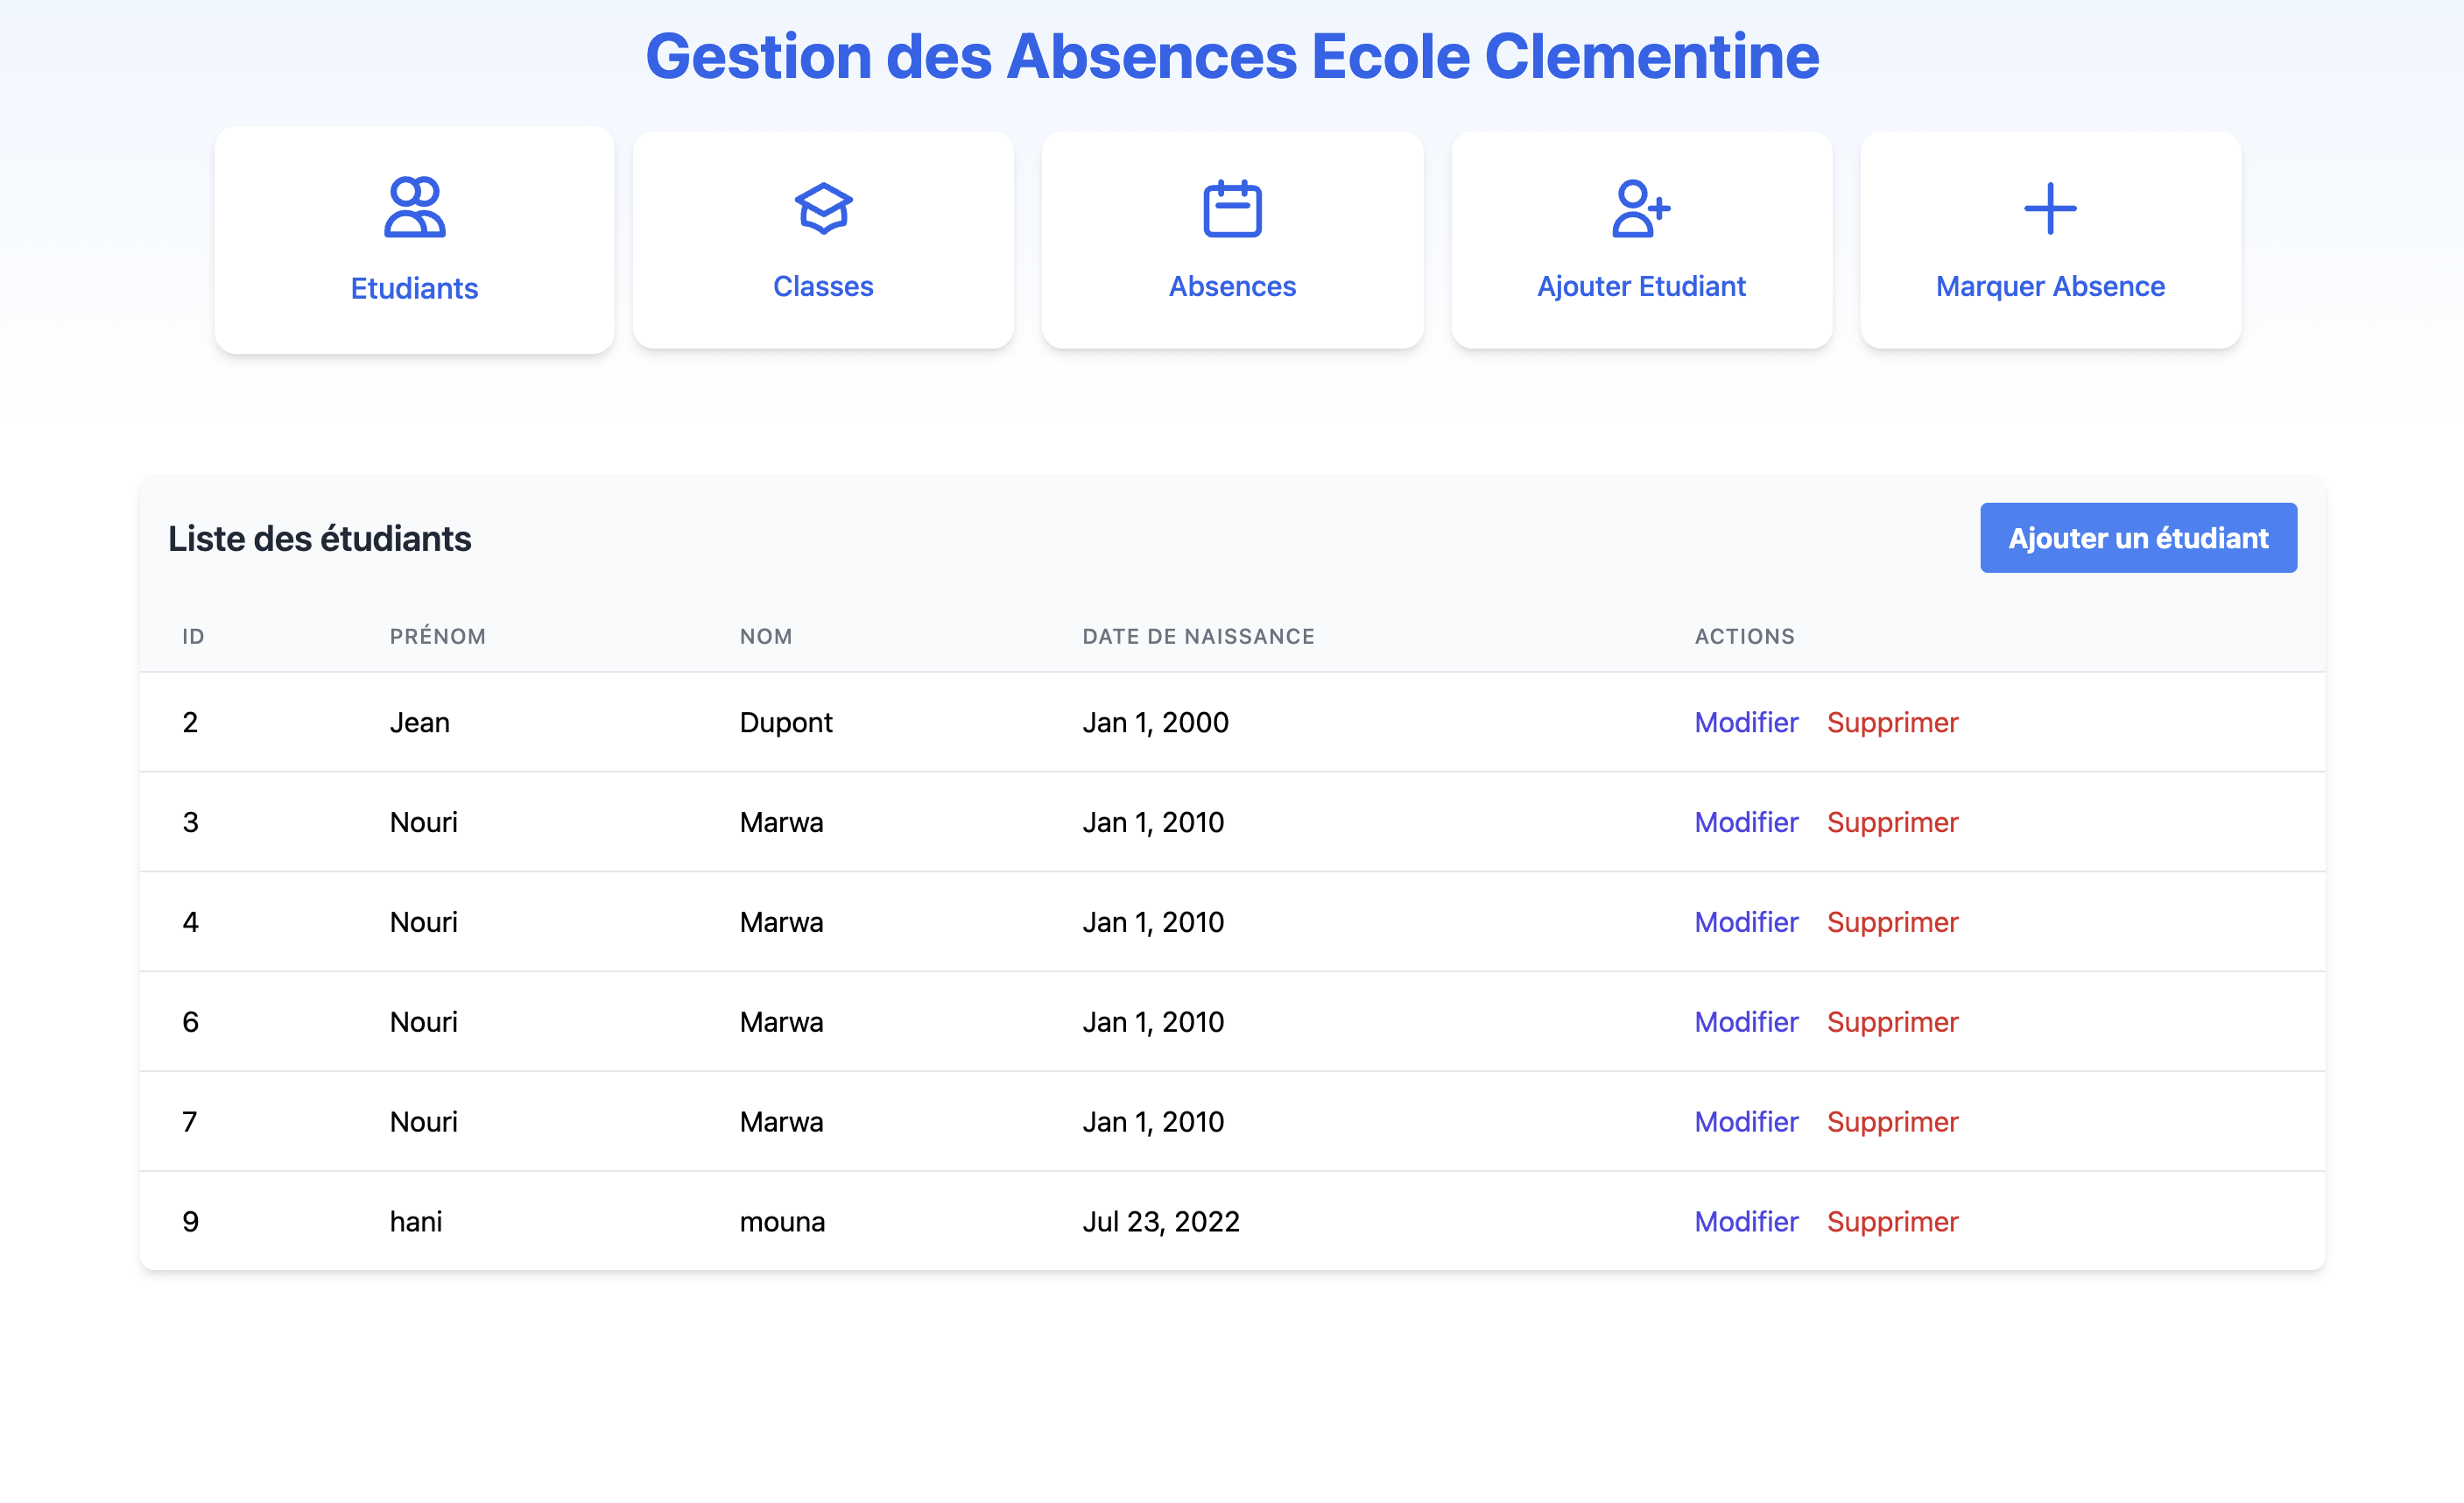 Gestion des Absences Ecole Clementine
Etudiants Classes Absences Ajouter Etudiant Marquer Absence
Liste des étudiants Ajouter un étudiant
ID PRÉNOM NOM DATE DE NAISSANCE ACTIONS
2 Jean Dupont Jan 1, 2000 Modifier Supprimer
3 Nouri Marwa Jan 1, 2010 Modifier Supprimer
4 Nouri Marwa Jan 1, 2010 Modifier Supprimer
6 Nouri Marwa Jan 1, 2010 Modifier Supprimer
7 Nouri Marwa Jan 1, 2010 Modifier Supprimer
9 hani mouna Jul 23, 2022 Modifier Supprimer